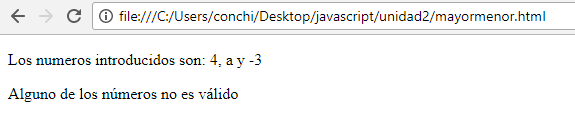 file:///C:/Users/conchi/Desktop/javascript/unidad2/mayormenor.html
Los numeros introducidos son: 4, a y -3
Alguno de los números no es válido